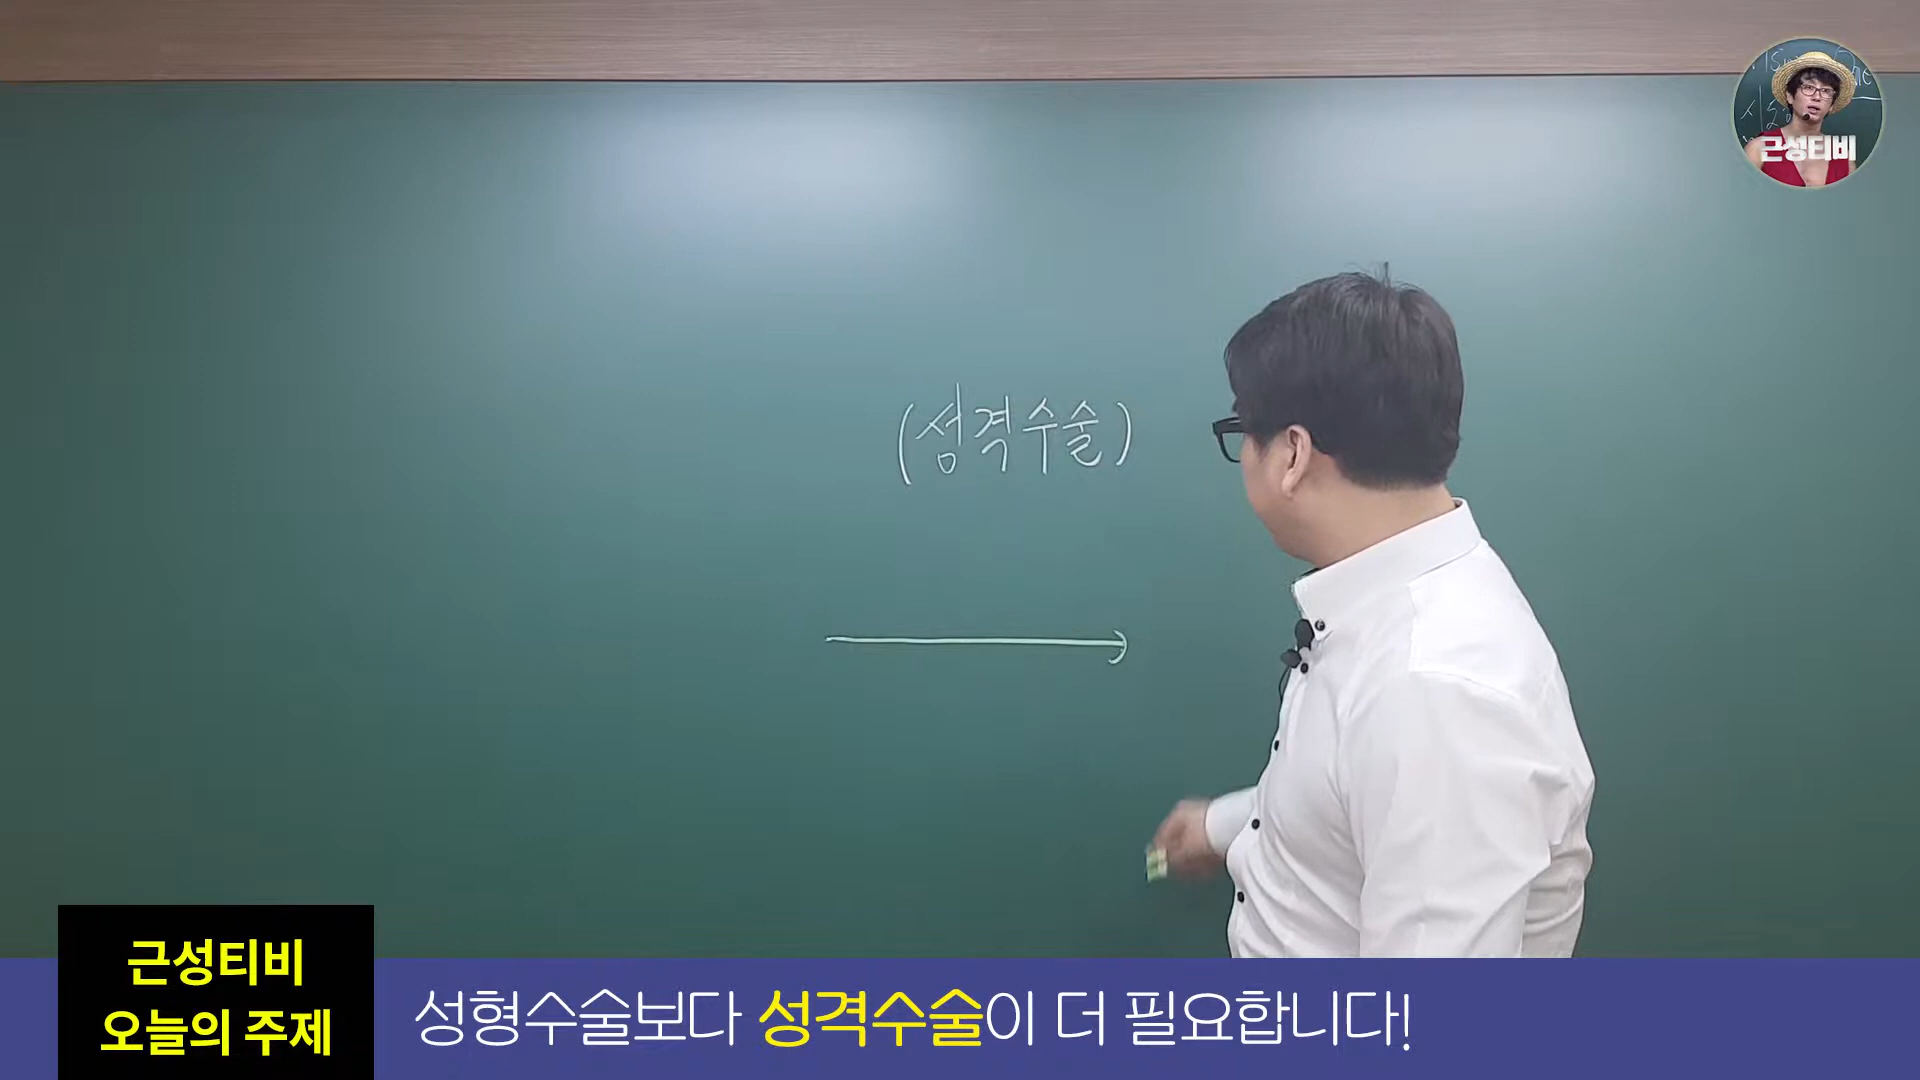 근성티비
(성격수술)
근성티비
오늘의 주제
성형수술보다 성격수술이 더 필요합니다!